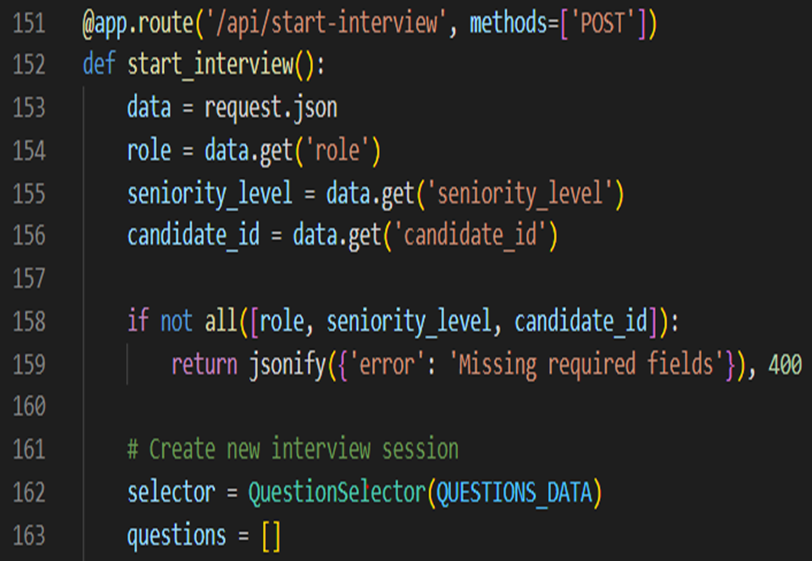 151 @app.route('/api/start-interview', methods=['POST'])
152 def start_interview():
153     data = request.json
154     role = data.get('role')
155     seniority_level = data.get('seniority_level')
156     candidate_id = data.get('candidate_id')
157
158     if not all([role, seniority_level, candidate_id]):
159         return jsonify({'error': 'Missing required fields'}), 400
160
161     # Create new interview session
162     selector = QuestionSelector(QUESTIONS_DATA)
163     questions = []